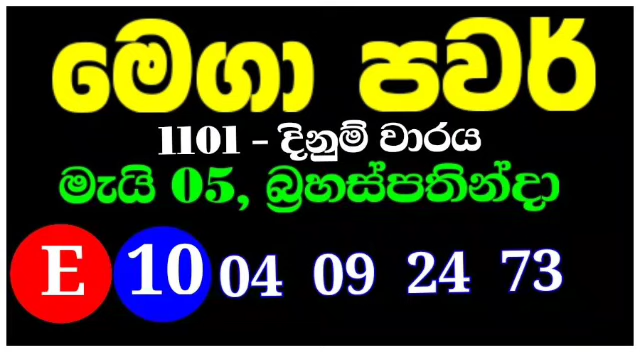 මෙගා පවර්
1101 - දිනුම් වාරය
මැයි 05, බ්‍රහස්පතින්දා
E 10 04 09 24 73